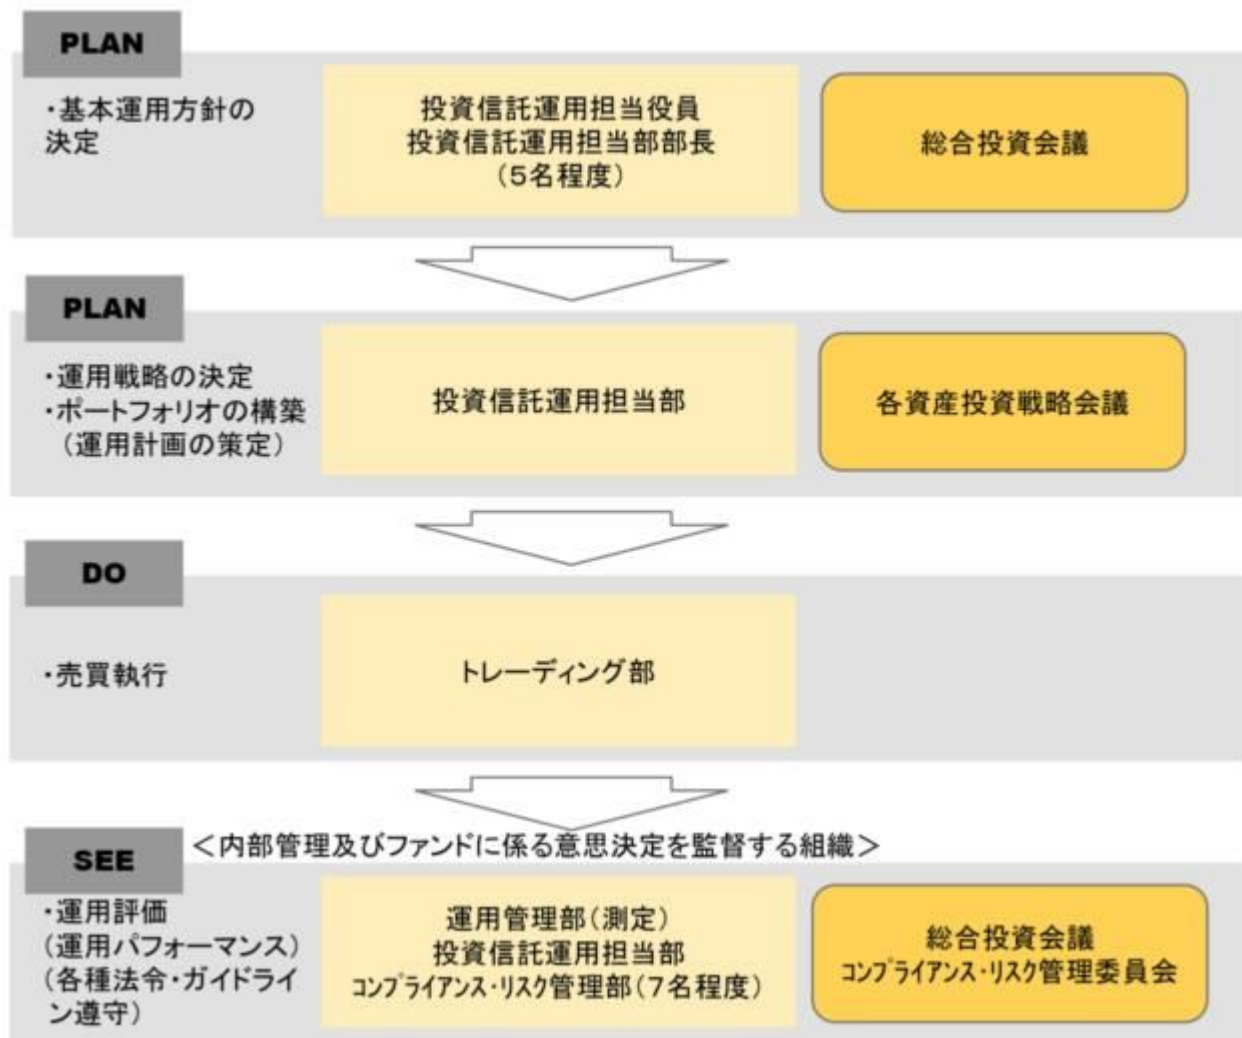 PLAN
・基本運用方針の
決定
投資信託運用担当役員
投資信託運用担当部部長
（５名程度）
総合投資会議
PLAN
・運用戦略の決定
・ポートフォリオの構築
（運用計画の策定）
投資信託運用担当部
各資産投資戦略会議
DO
・売買執行
トレーディング部
＜内部管理及びファンドに係る意思決定を監督する組織＞
SEE
・運用評価
(運用パフォーマンス)
(各種法令・ガイドライ
ン遵守)
運用管理部（測定）
投資信託運用担当部
ｺﾝﾌﾟﾗｲｱﾝｽ・ﾘｽｸ管理部（７名程度）
総合投資会議
ｺﾝﾌﾟﾗｲｱﾝｽ・ﾘｽｸ管理委員会